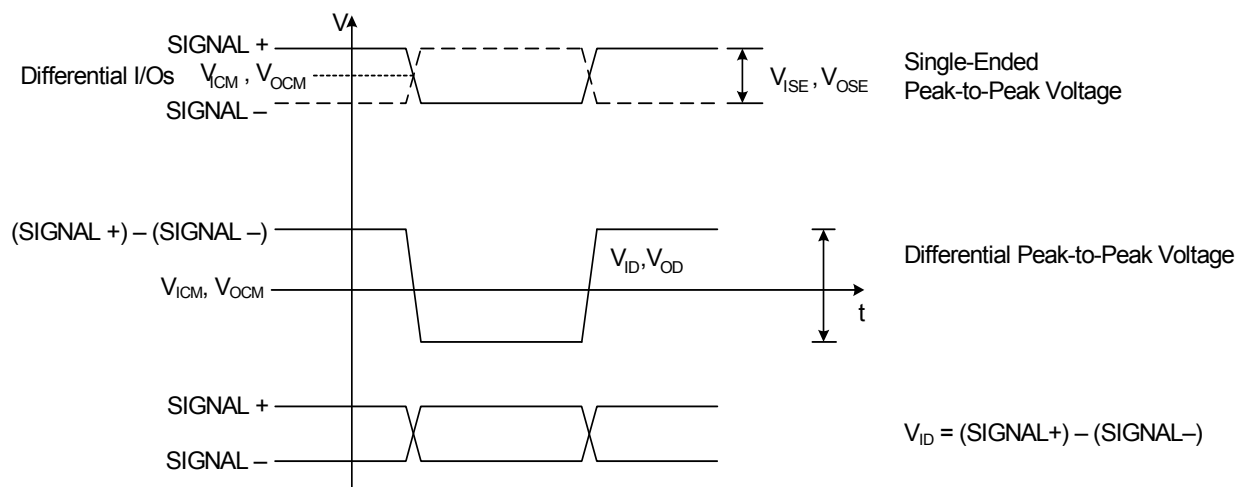 V
SIGNAL +
Differential I/Os V_ICM , V_OCM
SIGNAL –
V_ISE , V_OSE
Single-Ended
Peak-to-Peak Voltage
(SIGNAL +) – (SIGNAL –)
V_ID, V_OD
Differential Peak-to-Peak Voltage
V_ICM, V_OCM
t
SIGNAL +
SIGNAL –
V_ID = (SIGNAL+) – (SIGNAL–)